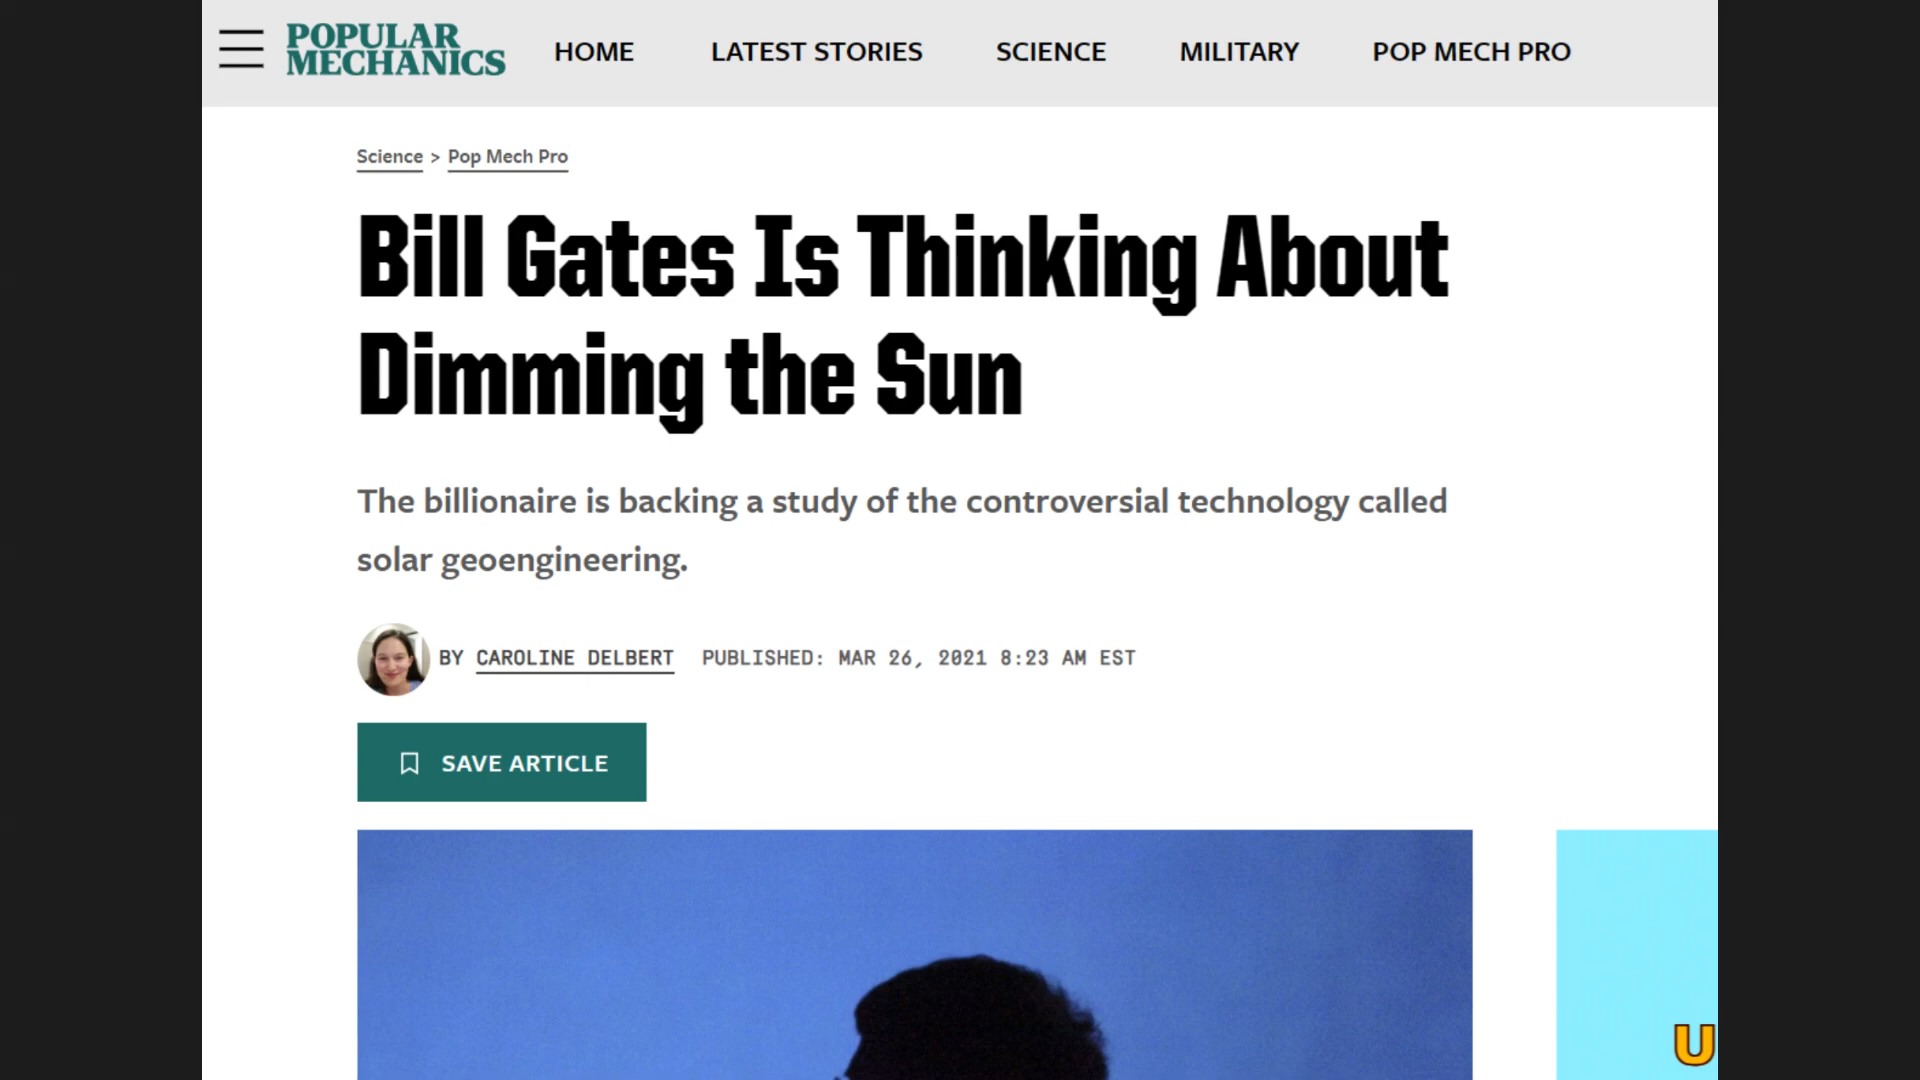 POPULAR
MECHANICS
HOME LATEST STORIES SCIENCE MILITARY POP MECH PRO
Science > Pop Mech Pro
Bill Gates Is Thinking About
Dimming the Sun
The billionaire is backing a study of the controversial technology called
solar geoengineering.
BY CAROLINE DELBERT PUBLISHED: MAR 26, 2021 8:23 AM EST
SAVE ARTICLE
U